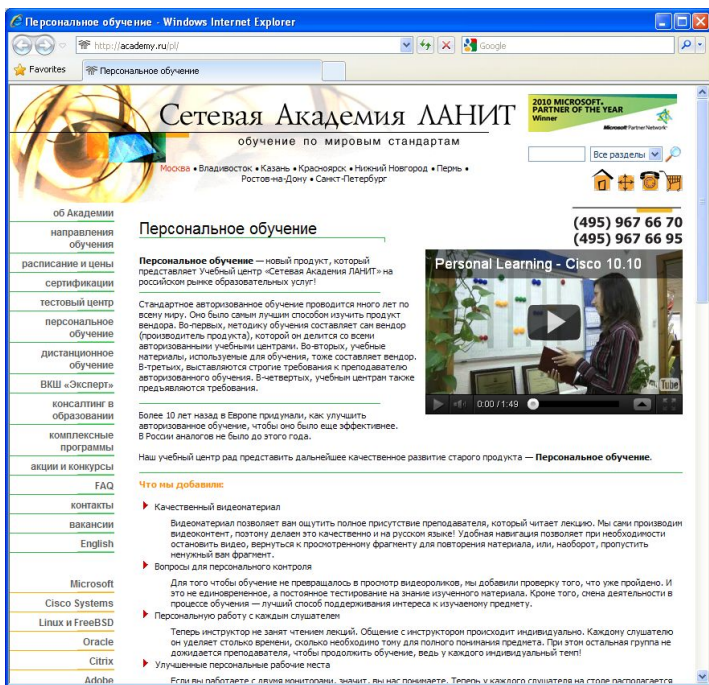 Персональное обучение - Windows Internet Explorer
http://academy.ru/pl/
Google
Favorites
Персональное обучение
Сетевая Академия ЛАНИТ
обучение по мировым стандартам
Москва • Владивосток • Казань • Красноярск • Нижний Новгород • Пермь •
Ростов-на-Дону • Санкт-Петербург
2010 MICROSOFT.
PARTNER OF THE YEAR
Winner
Microsoft Partner Network
Все разделы
(495) 967 66 70
(495) 967 66 95
об Академии
направления
обучения
расписание и цены
сертификации
тестовый центр
персональное
обучение
дистанционное
обучение
ВКШ «Эксперт»
консалтинг в
образовании
комплексные
программы
акции и конкурсы
FAQ
контакты
вакансии
English
Microsoft
Cisco Systems
Linux и FreeBSD
Oracle
Citrix
Adobe
Персональное обучение
Персональное обучение — новый продукт, который
представляет Учебный центр «Сетевая Академия ЛАНИТ» на
российском рынке образовательных услуг!
Стандартное авторизованное обучение проводится много лет по
всему миру. Оно было самым лучшим способом изучить продукт
вендора. Во-первых, методику обучения составляет сам вендор
(производитель продукта), которой он делится со всеми
авторизованными учебными центрами. Во-вторых, учебные
материалы, используемые для обучения, тоже составляет вендор.
В-третьих, выставляются строгие требования к преподавателю
авторизованного обучения. В-четвертых, учебным центрам также
предъявляются требования.
Более 10 лет назад в Европе придумали, как улучшить
авторизованное обучение, чтобы оно было еще эффективнее.
В России аналогов не было до этого года.
Personal Learning - Cisco 10.10
0:00 / 1:49
Tube
Наш учебный центр рад представить дальнейшее качественное развитие старого продукта — Персональное обучение.
Что мы добавили:
Качественный видеоматериал
Видеоматериал позволяет вам ощутить полное присутствие преподавателя, который читает лекцию. Мы сами производим
видеоконтент, поэтому делаем это качественно и на русском языке! Удобная навигация позволяет при необходимости
остановить видео, вернуться к просмотренному фрагменту для повторения материала, или, наоборот, пропустить
ненужный вам фрагмент.
Вопросы для персонального контроля
Для того чтобы обучение не превращалось в просмотр видеороликов, мы добавили проверку того, что уже пройдено. И
это не единовременное, а постоянное тестирование на знание изученного материала. Кроме того, смена деятельности в
процессе обучения — лучший способ поддерживания интереса к изучаемому предмету.
Персональную работу с каждым слушателем
Теперь инструктор не занят чтением лекций. Общение с инструктором происходит индивидуально. Каждому слушателю
он уделяет столько времени, сколько необходимо тому для полного понимания предмета. При этом остальная группа не
дожидается преподавателя, чтобы продолжить обучение, ведь у каждого индивидуальный темп!
Улучшенные персональные рабочие места
Если вы работаете с двумя мониторами, значит, вы нас понимаете. Теперь у каждого слушателя на столе располагается